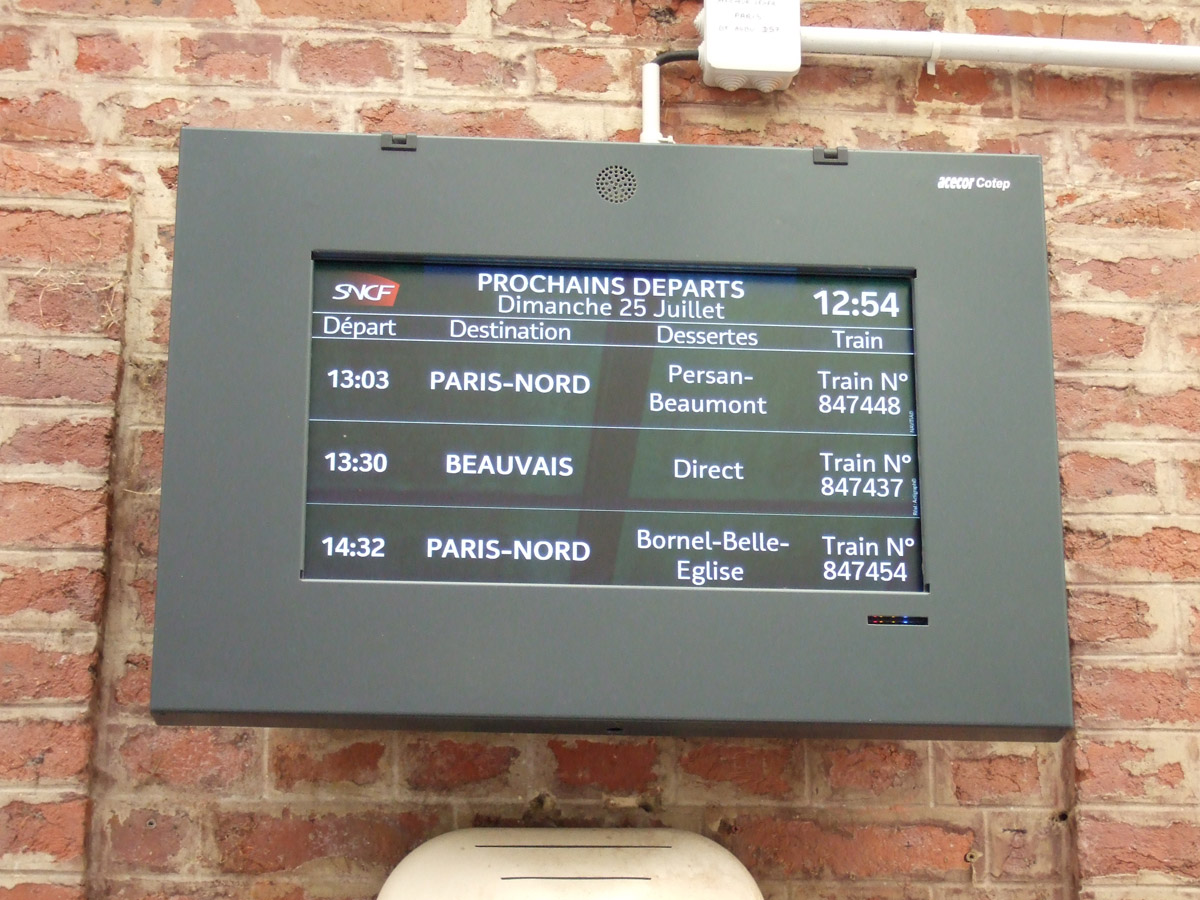 PARIS
acecor Cotep
SNCF
PROCHAINS DEPARTS
Dimanche 25 Juillet
12:54
Départ Destination Dessertes Train
13:03 PARIS-NORD Persan-Beaumont Train N° 847448
13:30 BEAUVAIS Direct Train N° 847437
14:32 PARIS-NORD Bornel-Belle-Eglise Train N° 847454